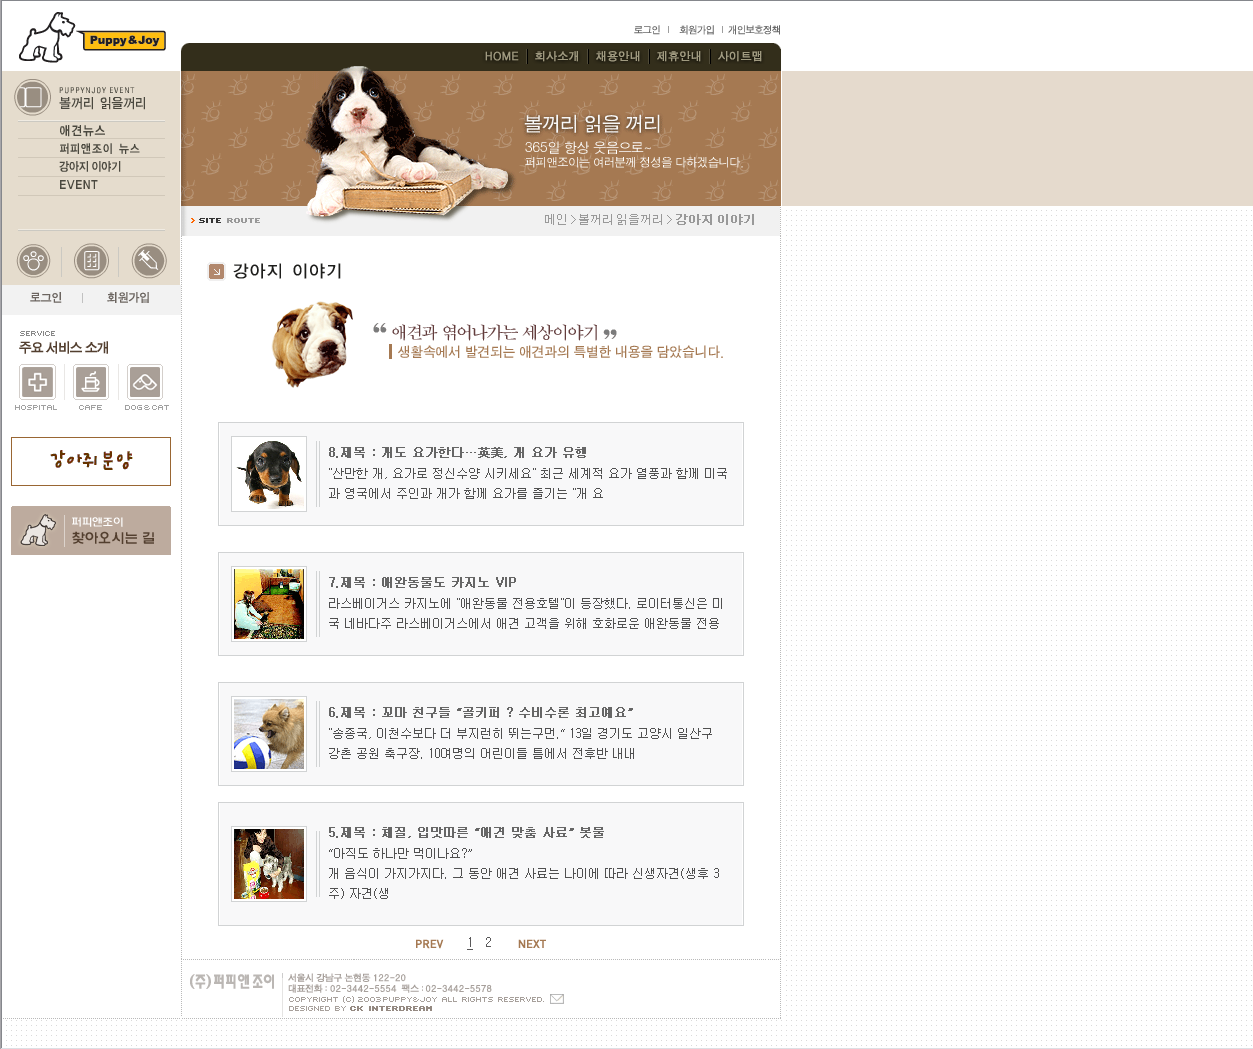 Puppy & Joy
로그인 | 회원가입 | 개인보호정책
HOME | 회사소개 | 채용안내 | 제휴안내 | 사이트맵
PUPPYNJOY EVENT
볼꺼리 읽을꺼리
애견뉴스
퍼피앤조이 뉴스
강아지 이야기
EVENT
로그인 | 회원가입
SERVICE
주요 서비스 소개
HOSPITAL CAFE DOG&CAT
강아쥐 분양
퍼피앤조이
찾아오시는 길
볼꺼리 읽을 꺼리
365일 항상 웃음으로~
퍼피앤조이는 여러분께 정성을 다하겠습니다.
SITE ROUTE
메인 > 볼꺼리 읽을꺼리 > 강아지 이야기
강아지 이야기
“ 애견과 엮어나가는 세상이야기 ”
생활속에서 발견되는 애견과의 특별한 내용을 담았습니다.
8.제목 : 개도 요가한다…英美, 개 요가 유행
"산만한 개, 요가로 정신수양 시키세요" 최근 세계적 요가 열풍과 함께 미국
과 영국에서 주인과 개가 함께 요가를 즐기는 "개 요
7.제목 : 애완동물도 카지노 VIP
라스베이거스 카지노에 "애완동물 전용호텔"이 등장했다. 로이터통신은 미
국 네바다주 라스베이거스에서 애견 고객을 위해 호화로운 애완동물 전용
6.제목 : 꼬마 친구들 “골키퍼 ? 수비수론 최고예요”
"송종국, 이천수보다 더 부지런히 뛰는구면.” 13일 경기도 고양시 일산구
강촌 공원 축구장. 10여명의 어린이들 틈에서 전후반 내내
5.제목 : 체질, 입맛따른 “애견 맞춤 사료” 봇물
“아직도 하나만 먹이나요?”
개 음식이 가지가지다. 그 동안 애견 사료는 나이에 따라 신생자견(생후 3
주) 자견(생
PREV 1 2 NEXT
(주)퍼피앤조이
서울시 강남구 논현동 122-20
대표전화 : 02-3442-5554 팩스 : 02-3442-5578
COPYRIGHT (C) 2003 PUPPY&JOY ALL RIGHTS RESERVED.
DESIGNED BY CK INTERDREAM